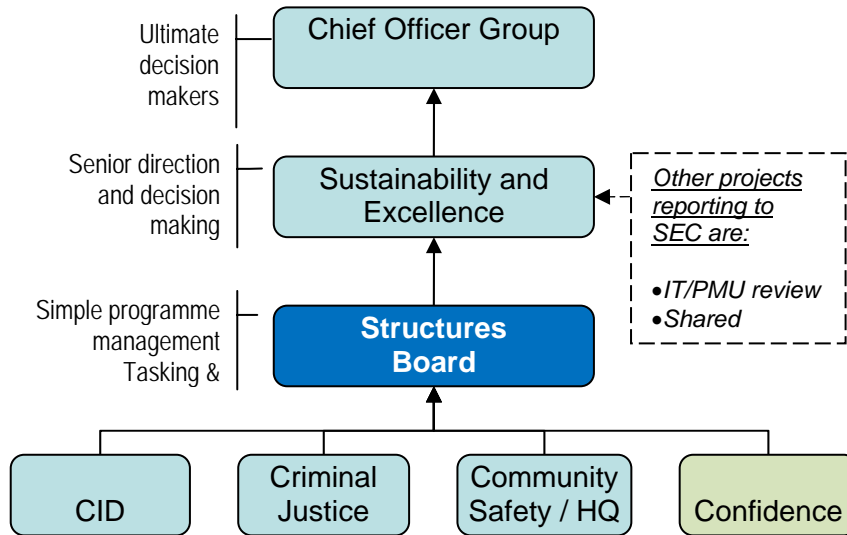 Ultimate
decision
makers
Chief Officer Group
Senior direction
and decision
making
Sustainability and
Excellence
Other projects
reporting to
SEC are:
•IT/PMU review
•Shared
Simple programme
management
Tasking &
Structures
Board
CID
Criminal
Justice
Community
Safety / HQ
Confidence